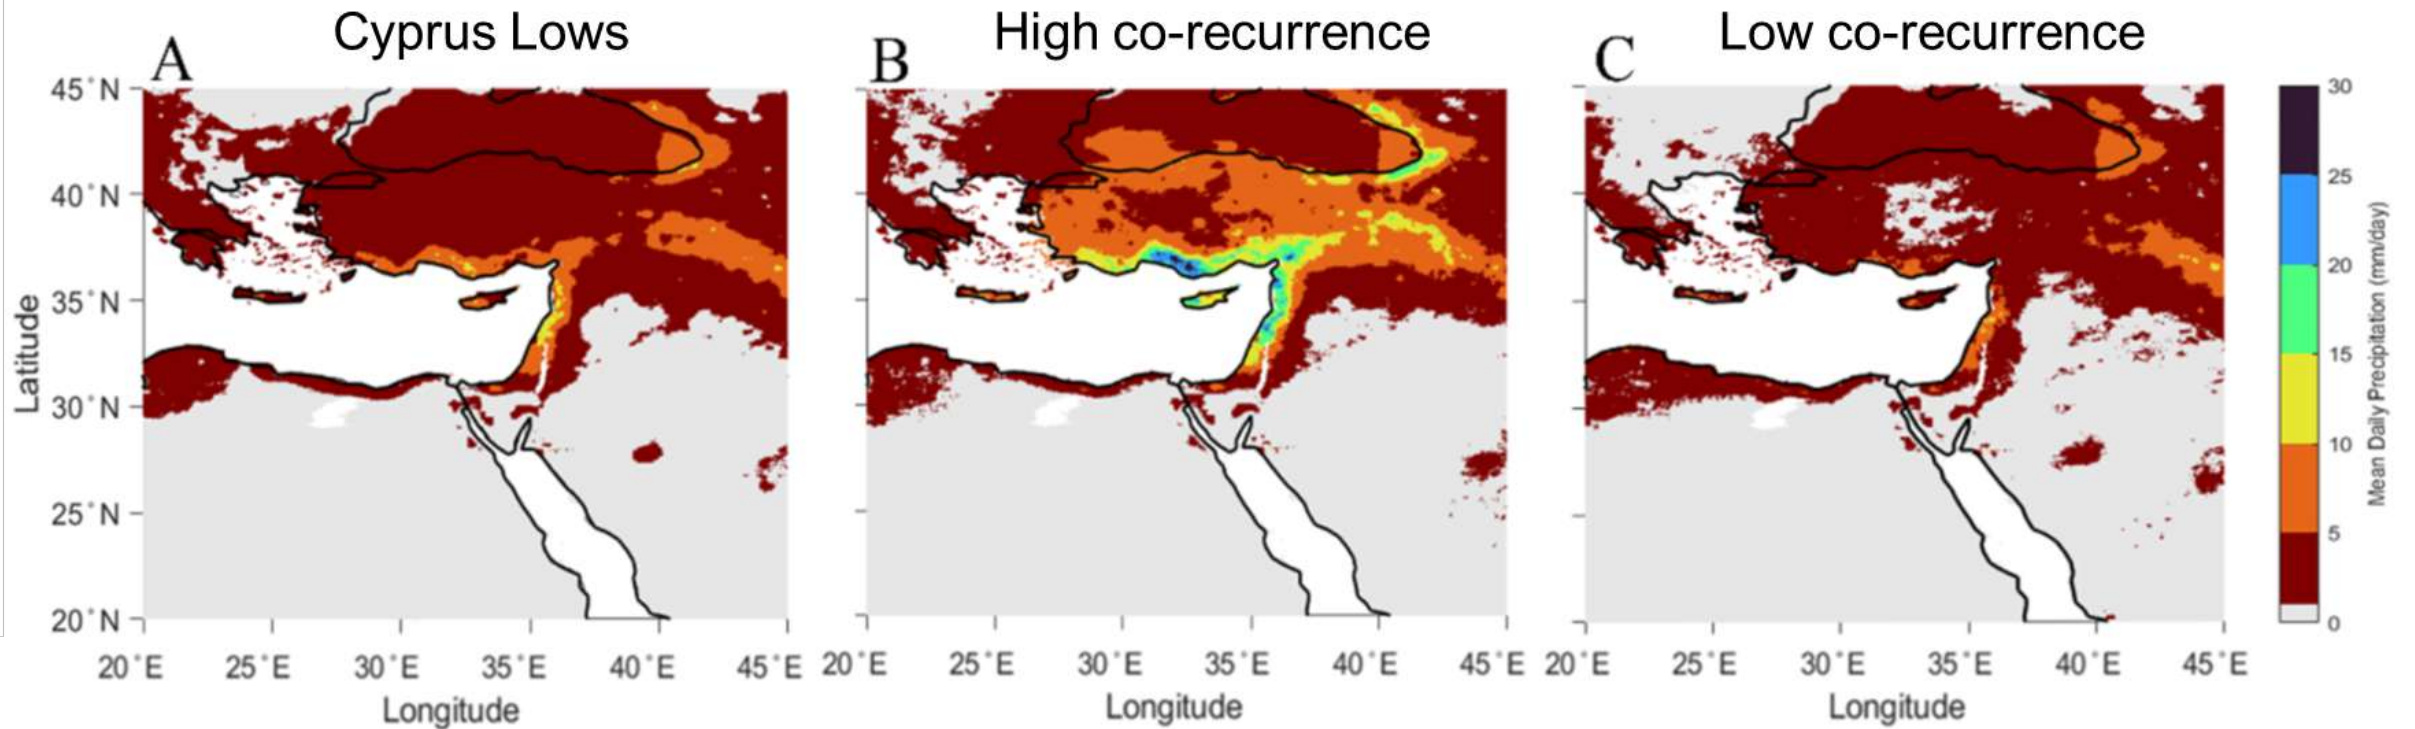 Cyprus Lows
High co-recurrence
Low co-recurrence
A
B
C
45°N
40°N
35°N
30°N
25°N
20°N
Latitude
20°E 25°E 30°E 35°E 40°E 45°E
20°E 25°E 30°E 35°E 40°E 45°E
20°E 25°E 30°E 35°E 40°E 45°E
Longitude
Longitude
Longitude
30
25
20
15
10
5
0
Mean Daily Precipitation (mm/day)